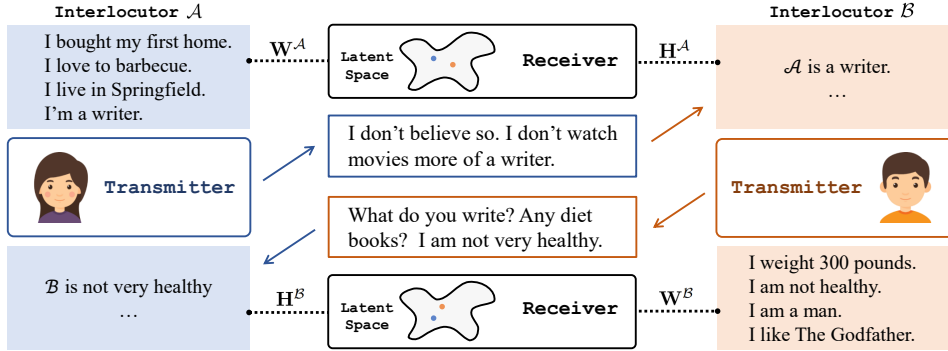 Interlocutor 𝒜
Interlocutor ℬ
I bought my first home.
I love to barbecue.
I live in Springfield.
I'm a writer.
W^𝒜
Latent
Space
Receiver
H^𝒜
𝒜 is a writer.
...
Transmitter
I don't believe so. I don't watch
movies more of a writer.
What do you write? Any diet
books? I am not very healthy.
Transmitter
ℬ is not very healthy
...
H^ℬ
Latent
Space
Receiver
W^ℬ
I weight 300 pounds.
I am not healthy.
I am a man.
I like The Godfather.